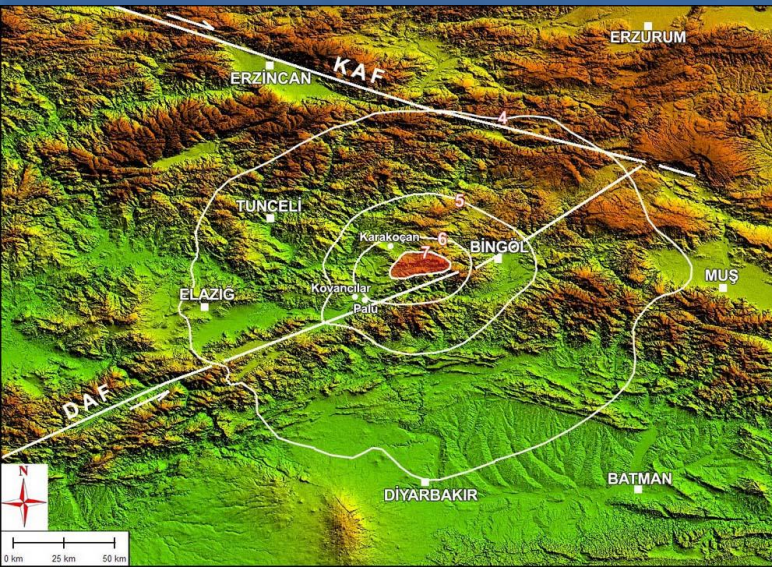 ERZURUM
ERZİNCAN
KAF
4
TUNCELİ
5
Karakoçan
6
BİNGÖL
7
MUŞ
ELAZIĞ
Kovancılar
Palu
DAF
N
DİYARBAKIR
BATMAN
0 km 25 km 50 km